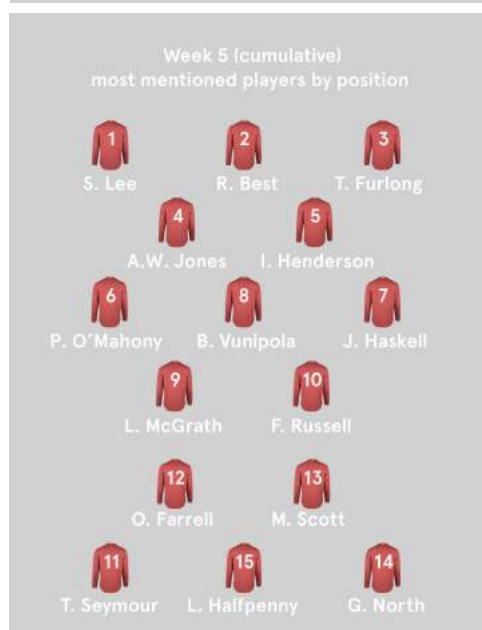 Week 5 (cumulative)
most mentioned players by position
1 2 3
S. Lee R. Best T. Furlong
4 5
A.W. Jones I. Henderson
6 8 7
P. O'Mahony B. Vunipola J. Haskell
9 10
L. McGrath F. Russell
12 13
O. Farrell M. Scott
11 15 14
T. Seymour L. Halfpenny G. North